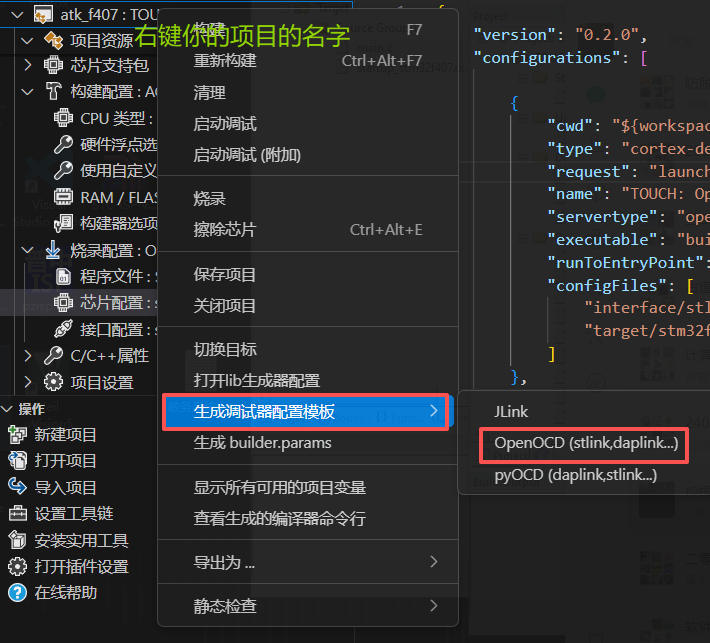 atk_f407 : TOU
项目资源
芯片支持包
构建配置 : A
CPU 类型 :
硬件浮点选
使用自定义
RAM / FLAS
构建器选项
烧录配置 : O
程序文件 : S
芯片配置 : s
接口配置 : s
C/C++属性
项目设置
操作
新建项目
打开项目
导入项目
设置工具链
安装实用工具
打开插件设置
在线帮助
右键你的项目的名字
构建 F7
重新构建 Ctrl+Alt+F7
清理
启动调试
启动调试 (附加)
烧录
擦除芯片 Ctrl+Alt+E
保存项目
关闭项目
切换目标
打开lib生成器配置
生成调试器配置模板
生成 builder.params
显示所有可用的项目变量
查看生成的编译器命令行
导出为 ...
静态检查
JLink
OpenOCD (stlink,daplink...)
pyOCD (daplink,stlink...)
"version": "0.2.0",
"configurations": [
{
"cwd": "${workspac
"type": "cortex-de
"request": "launch
"name": "TOUCH: Op
"servertype": "ope
"executable": "bui
"runToEntryPoint":
"configFiles": [
"interface/stl
"target/stm32f
]
},